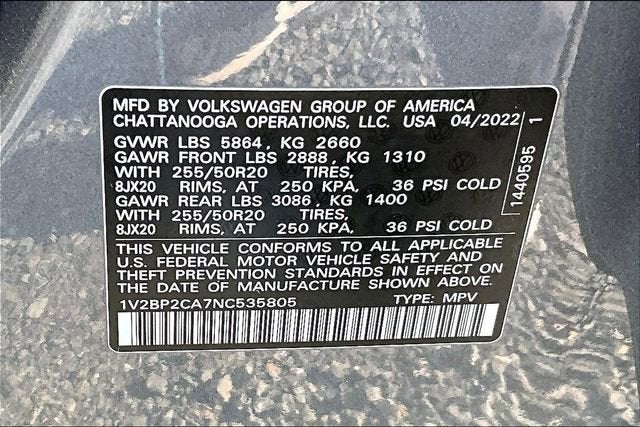 MFD BY VOLKSWAGEN GROUP OF AMERICA
CHATTANOOGA OPERATIONS, LLC. USA 04/2022
GVWR LBS 5864, KG 2660
GAWR FRONT LBS 2888, KG 1310
WITH 255/50R20 TIRES,
8JX20 RIMS, AT 250 KPA, 36 PSI COLD
GAWR REAR LBS 3086, KG 1400
WITH 255/50R20 TIRES,
8JX20 RIMS, AT 250 KPA, 36 PSI COLD
THIS VEHICLE CONFORMS TO ALL APPLICABLE
U.S. FEDERAL MOTOR VEHICLE SAFETY AND
THEFT PREVENTION STANDARDS IN EFFECT ON
THE DATE OF MANUFACTURE SHOWN ABOVE.
1V2BP2CA7NC535805 TYPE: MPV
1440595 1